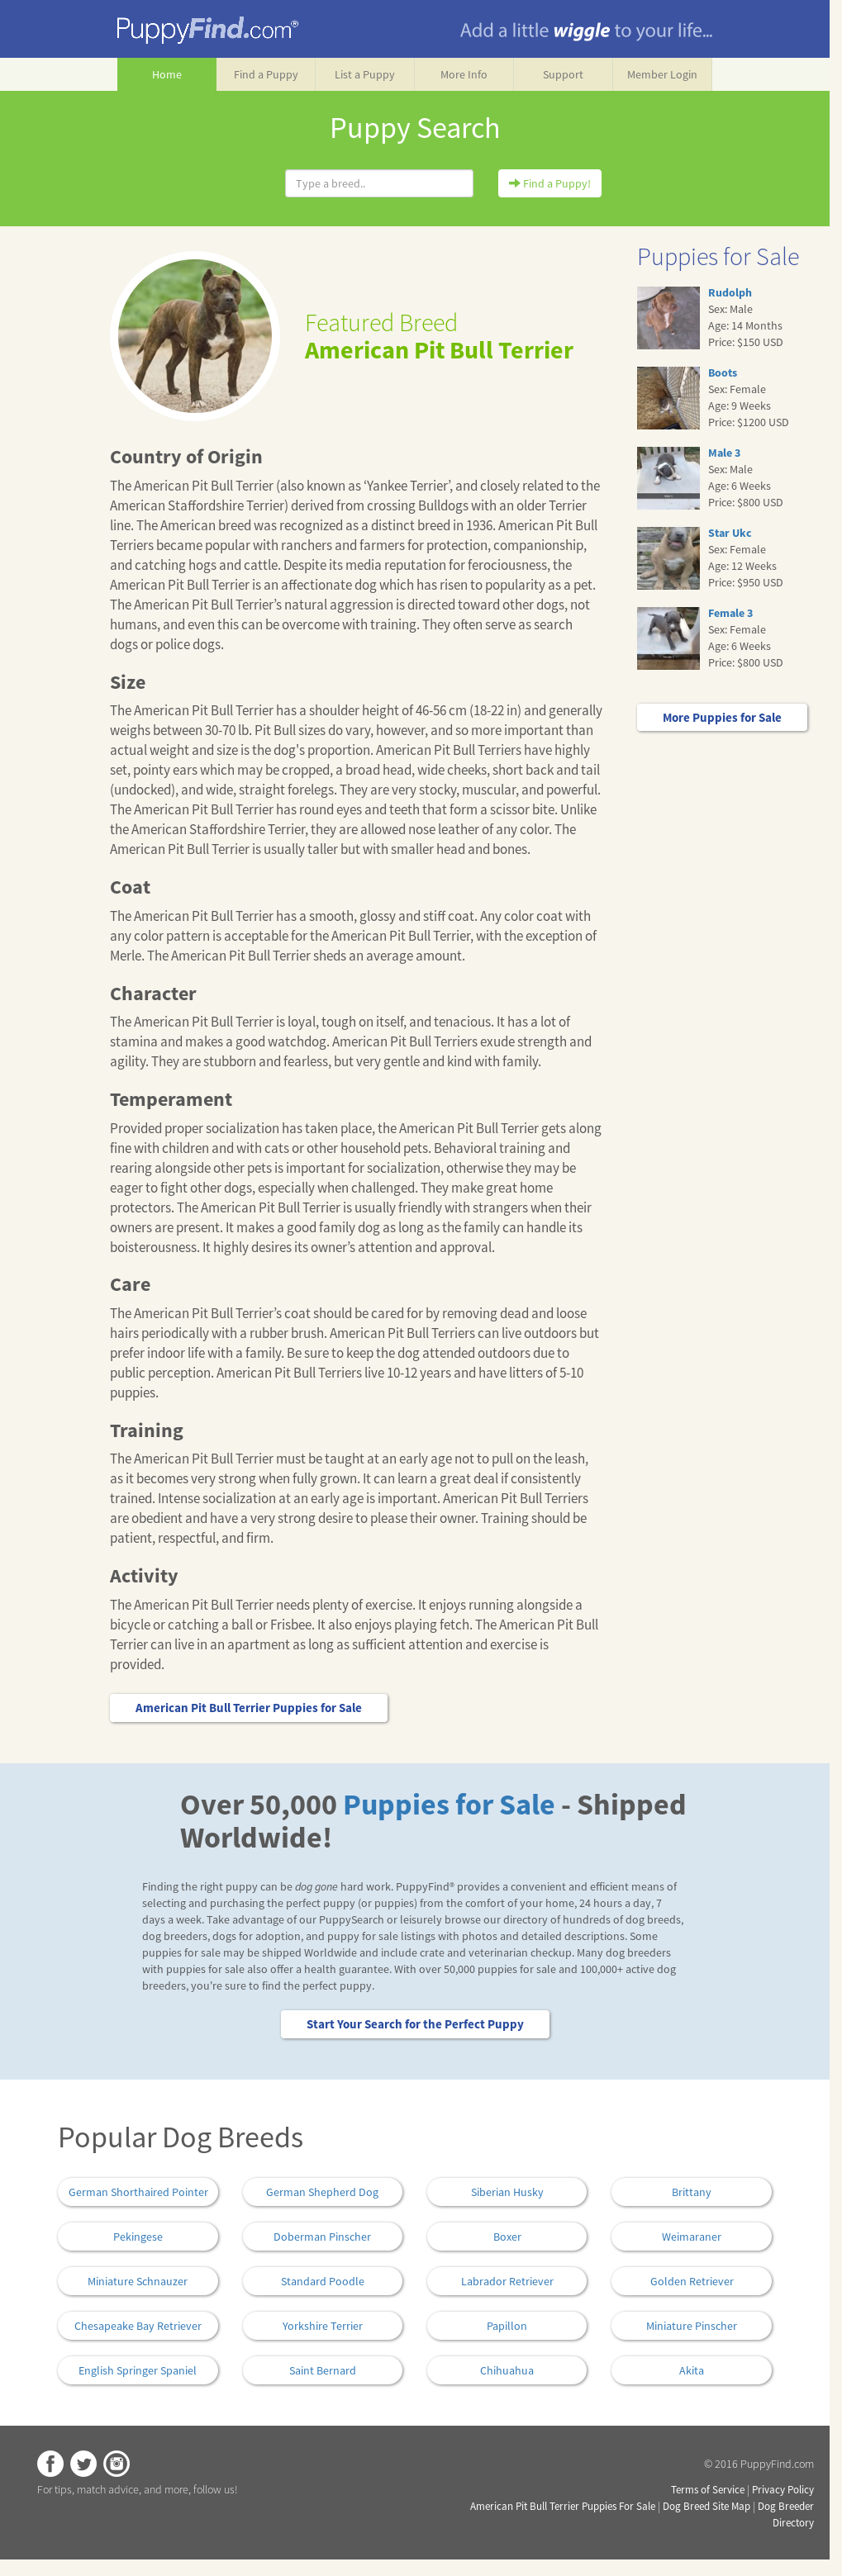 PuppyFind.com®
Add a little wiggle to your life...
Home
Find a Puppy
List a Puppy
More Info
Support
Member Login
Puppy Search
Type a breed..
Find a Puppy!
Featured Breed
American Pit Bull Terrier
Country of Origin
The American Pit Bull Terrier (also known as ‘Yankee Terrier’, and closely related to the
American Staffordshire Terrier) derived from crossing Bulldogs with an older Terrier
line. The American breed was recognized as a distinct breed in 1936. American Pit Bull
Terriers became popular with ranchers and farmers for protection, companionship,
and catching hogs and cattle. Despite its media reputation for ferociousness, the
American Pit Bull Terrier is an affectionate dog which has risen to popularity as a pet.
The American Pit Bull Terrier’s natural aggression is directed toward other dogs, not
humans, and even this can be overcome with training. They often serve as search
dogs or police dogs.
Size
The American Pit Bull Terrier has a shoulder height of 46-56 cm (18-22 in) and generally
weighs between 30-70 lb. Pit Bull sizes do vary, however, and so more important than
actual weight and size is the dog's proportion. American Pit Bull Terriers have highly
set, pointy ears which may be cropped, a broad head, wide cheeks, short back and tail
(undocked), and wide, straight forelegs. They are very stocky, muscular, and powerful.
The American Pit Bull Terrier has round eyes and teeth that form a scissor bite. Unlike
the American Staffordshire Terrier, they are allowed nose leather of any color. The
American Pit Bull Terrier is usually taller but with smaller head and bones.
Coat
The American Pit Bull Terrier has a smooth, glossy and stiff coat. Any color coat with
any color pattern is acceptable for the American Pit Bull Terrier, with the exception of
Merle. The American Pit Bull Terrier sheds an average amount.
Character
The American Pit Bull Terrier is loyal, tough on itself, and tenacious. It has a lot of
stamina and makes a good watchdog. American Pit Bull Terriers exude strength and
agility. They are stubborn and fearless, but very gentle and kind with family.
Temperament
Provided proper socialization has taken place, the American Pit Bull Terrier gets along
fine with children and with cats or other household pets. Behavioral training and
rearing alongside other pets is important for socialization, otherwise they may be
eager to fight other dogs, especially when challenged. They make great home
protectors. The American Pit Bull Terrier is usually friendly with strangers when their
owners are present. It makes a good family dog as long as the family can handle its
boisterousness. It highly desires its owner’s attention and approval.
Care
The American Pit Bull Terrier’s coat should be cared for by removing dead and loose
hairs periodically with a rubber brush. American Pit Bull Terriers can live outdoors but
prefer indoor life with a family. Be sure to keep the dog attended outdoors due to
public perception. American Pit Bull Terriers live 10-12 years and have litters of 5-10
puppies.
Training
The American Pit Bull Terrier must be taught at an early age not to pull on the leash,
as it becomes very strong when fully grown. It can learn a great deal if consistently
trained. Intense socialization at an early age is important. American Pit Bull Terriers
are obedient and have a very strong desire to please their owner. Training should be
patient, respectful, and firm.
Activity
The American Pit Bull Terrier needs plenty of exercise. It enjoys running alongside a
bicycle or catching a ball or Frisbee. It also enjoys playing fetch. The American Pit Bull
Terrier can live in an apartment as long as sufficient attention and exercise is
provided.
American Pit Bull Terrier Puppies for Sale
Puppies for Sale
Rudolph
Sex: Male
Age: 14 Months
Price: $150 USD
Boots
Sex: Female
Age: 9 Weeks
Price: $1200 USD
Male 3
Sex: Male
Age: 6 Weeks
Price: $800 USD
Star Ukc
Sex: Female
Age: 12 Weeks
Price: $950 USD
Female 3
Sex: Female
Age: 6 Weeks
Price: $800 USD
More Puppies for Sale
Over 50,000 Puppies for Sale - Shipped
Worldwide!
Finding the right puppy can be dog gone hard work. PuppyFind® provides a convenient and efficient means of
selecting and purchasing the perfect puppy (or puppies) from the comfort of your home, 24 hours a day, 7
days a week. Take advantage of our PuppySearch or leisurely browse our directory of hundreds of dog breeds,
dog breeders, dogs for adoption, and puppy for sale listings with photos and detailed descriptions. Some
puppies for sale may be shipped Worldwide and include crate and veterinarian checkup. Many dog breeders
with puppies for sale also offer a health guarantee. With over 50,000 puppies for sale and 100,000+ active dog
breeders, you're sure to find the perfect puppy.
Start Your Search for the Perfect Puppy
Popular Dog Breeds
German Shorthaired Pointer
German Shepherd Dog
Siberian Husky
Brittany
Pekingese
Doberman Pinscher
Boxer
Weimaraner
Miniature Schnauzer
Standard Poodle
Labrador Retriever
Golden Retriever
Chesapeake Bay Retriever
Yorkshire Terrier
Papillon
Miniature Pinscher
English Springer Spaniel
Saint Bernard
Chihuahua
Akita
For tips, match advice, and more, follow us!
© 2016 PuppyFind.com
Terms of Service | Privacy Policy
American Pit Bull Terrier Puppies For Sale | Dog Breed Site Map | Dog Breeder
Directory